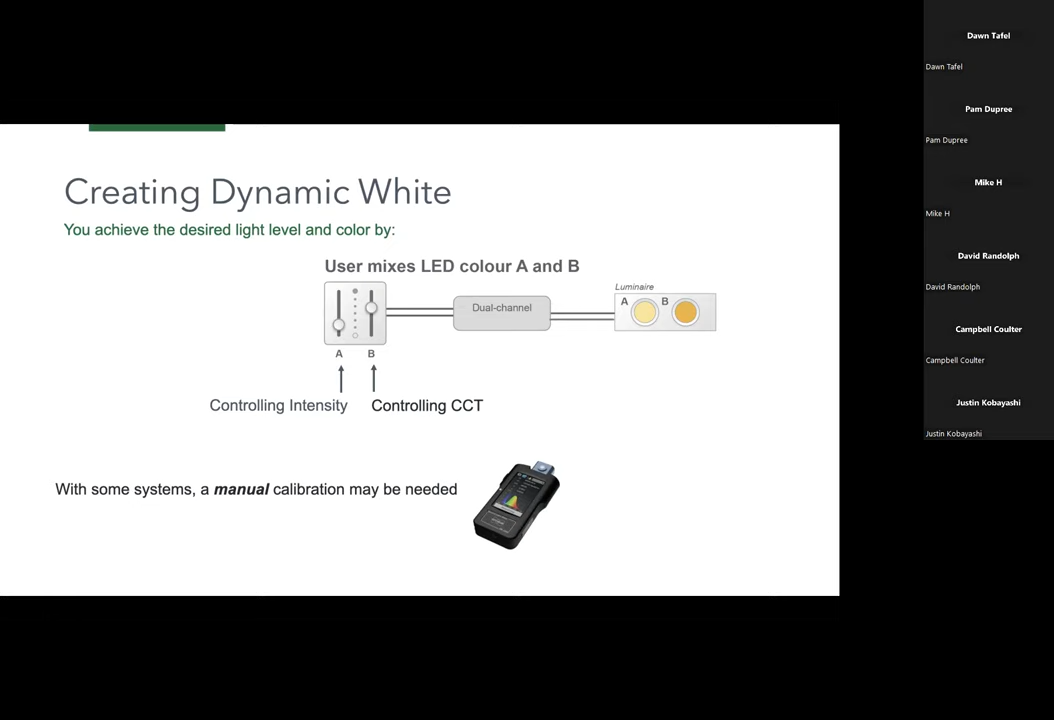 Creating Dynamic White
You achieve the desired light level and color by:
User mixes LED colour A and B
Luminaire
Dual-channel
A B
A B
Controlling Intensity Controlling CCT
With some systems, a manual calibration may be needed
Dawn Tafel
Dawn Tafel
Pam Dupree
Pam Dupree
Mike H
Mike H
David Randolph
David Randolph
Campbell Coulter
Campbell Coulter
Justin Kobayashi
Justin Kobayashi